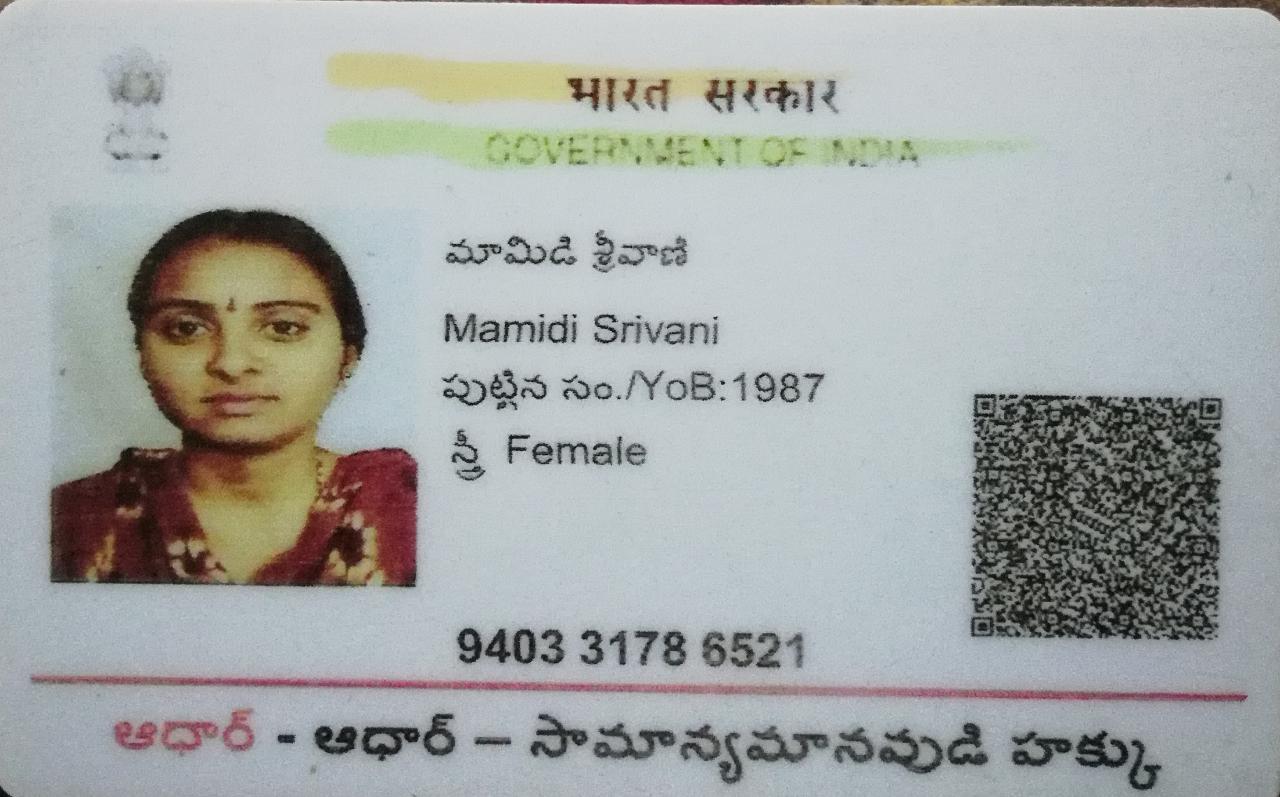 भारत सरकार
GOVERNMENT OF INDIA
మామిడి శ్రీవాణి
Mamidi Srivani
పుట్టిన సం./YoB:1987
స్త్రీ Female
9403 3178 6521
ఆధార్ - ఆధార్ – సామాన్యమానవుడి హక్కు